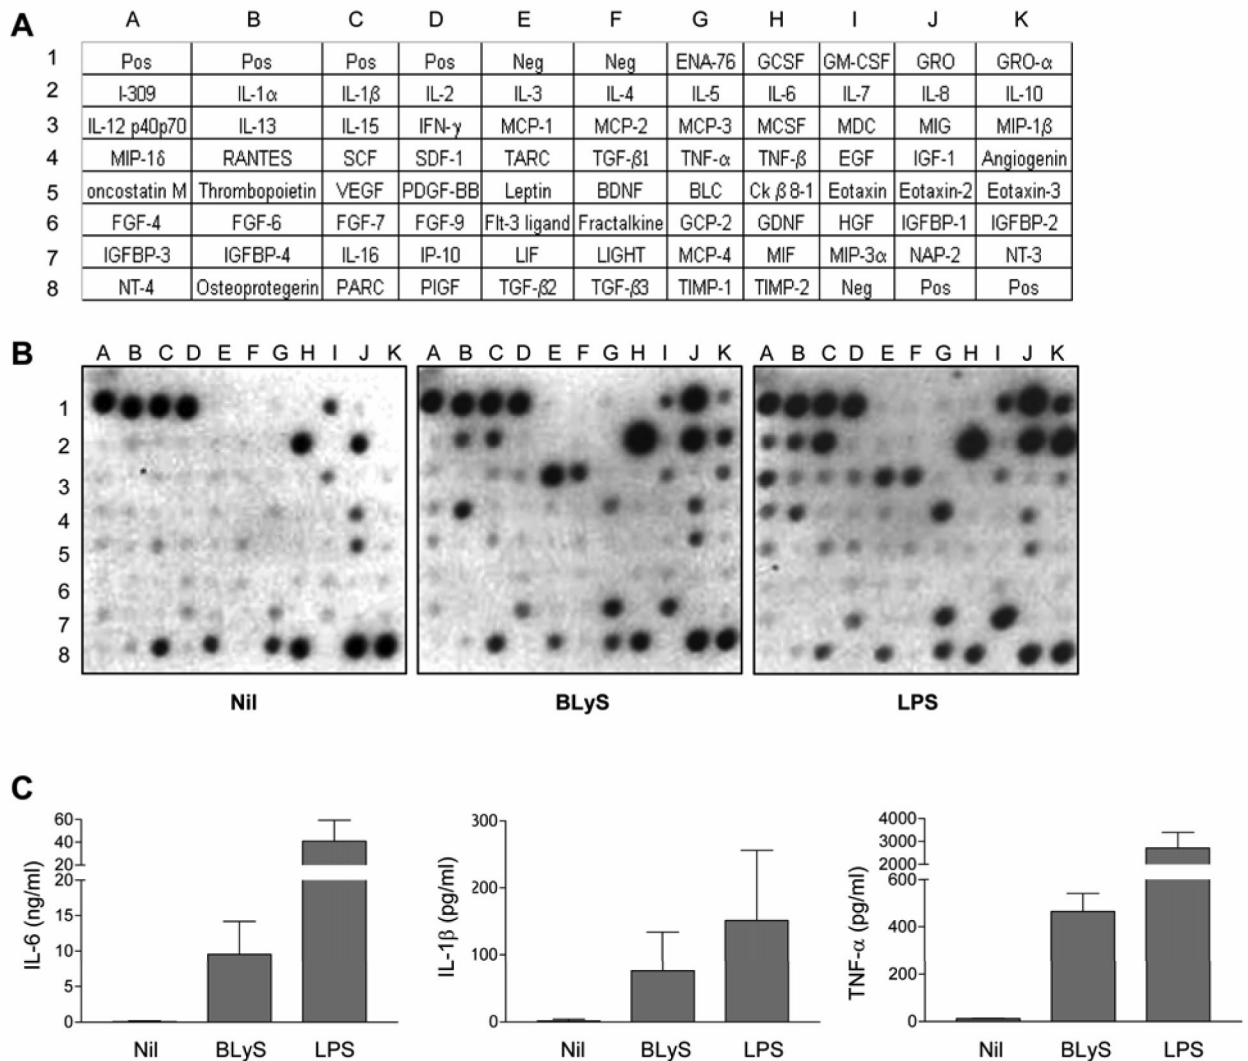 A
A B C D E F G H I J K
1 Pos Pos Pos Pos Neg Neg ENA-76 GCSF GM-CSF GRO GRO-α
2 I-309 IL-1α IL-1β IL-2 IL-3 IL-4 IL-5 IL-6 IL-7 IL-8 IL-10
3 IL-12 p40p70 IL-13 IL-15 IFN-γ MCP-1 MCP-2 MCP-3 MCSF MDC MIG MIP-1β
4 MIP-1δ RANTES SCF SDF-1 TARC TGF-β1 TNF-α TNF-β EGF IGF-1 Angiogenin
5 oncostatin M Thrombopoietin VEGF PDGF-BB Leptin BDNF BLC Ck β 8-1 Eotaxin Eotaxin-2 Eotaxin-3
6 FGF-4 FGF-6 FGF-7 FGF-9 Flt-3 ligand Fractalkine GCP-2 GDNF HGF IGFBP-1 IGFBP-2
7 IGFBP-3 IGFBP-4 IL-16 IP-10 LIF LIGHT MCP-4 MIF MIP-3α NAP-2 NT-3
8 NT-4 Osteoprotegerin PARC PIGF TGF-β2 TGF-β3 TIMP-1 TIMP-2 Neg Pos Pos
B
A B C D E F G H I J K A B C D E F G H I J K A B C D E F G H I J K
1
2
3
4
5
6
7
8
Nil BLyS LPS
C
IL-6 (ng/ml)
60
40
20
20
15
10
5
0
Nil BLyS LPS
IL-1β (pg/ml)
300
200
100
0
Nil BLyS LPS
TNF-α (pg/ml)
4000
3000
2000
600
400
200
0
Nil BLyS LPS